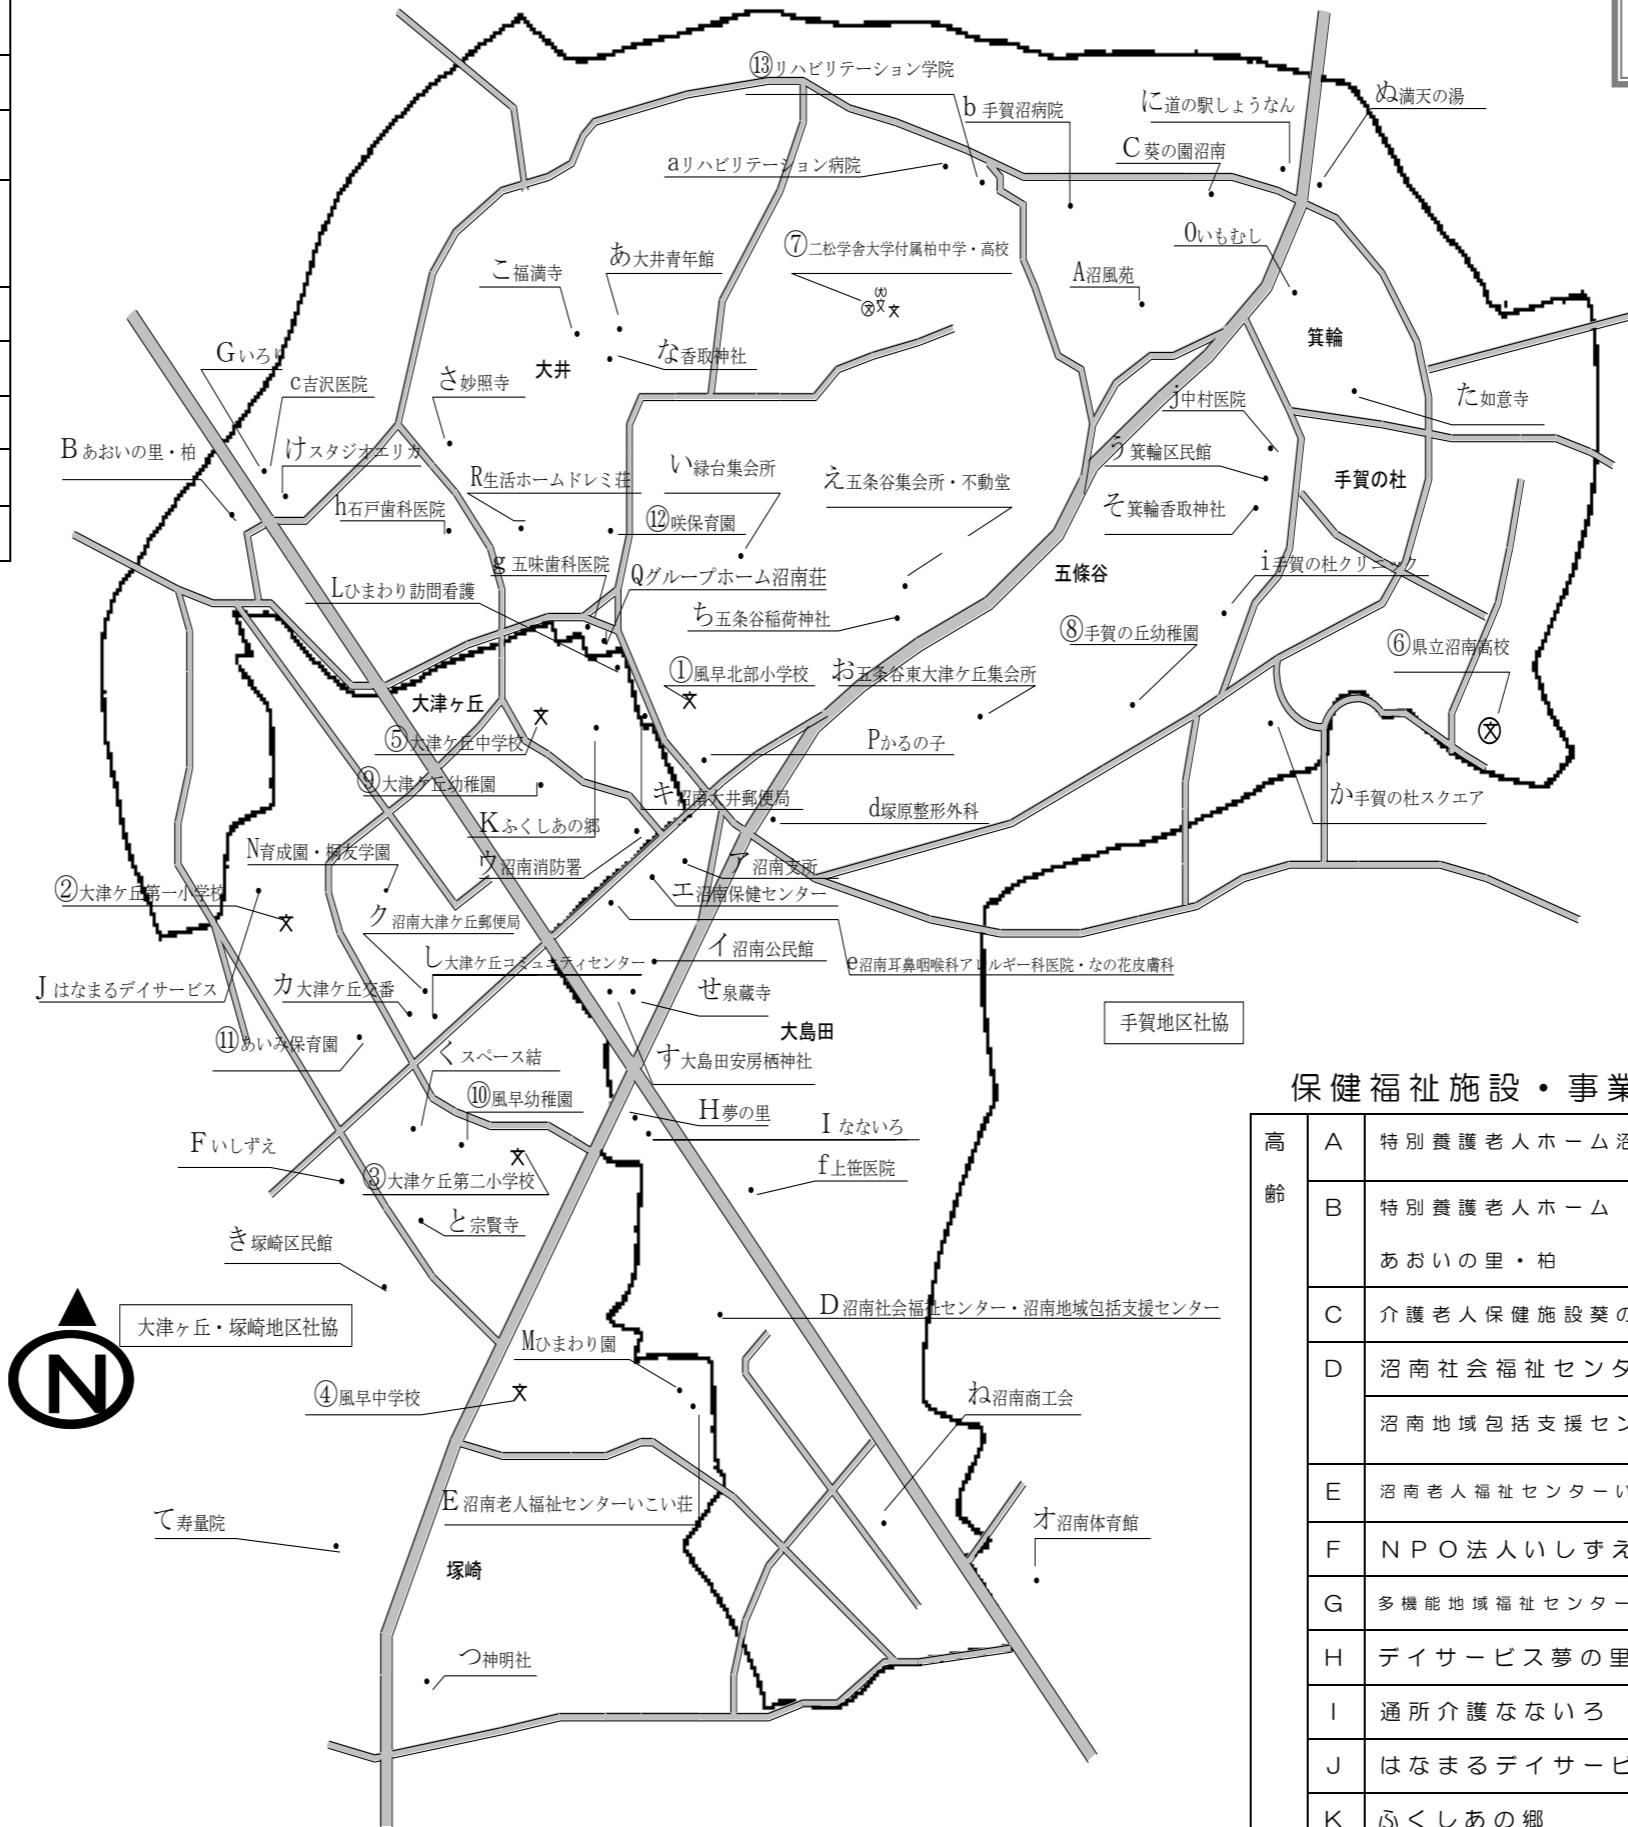 ⑬リハビリテーション学院
b 手賀沼病院
に道の駅しょうなん
ぬ満天の湯
aリハビリテーション病院
C 葵の園沼南
⑦二松学舎大学付属柏中学・高校
0いもむし
こ福満寺
あ大井青年館
A沼風苑
文
(大)
文
文
箕輪
Gいろり
c吉沢医院
さ妙照寺
大井
な香取神社
j中村医院
た如意寺
B あおいの里・柏
けスタジオエリカ
R生活ホームドレミ荘
い緑台集会所
え五条谷集会所・不動堂
う箕輪区民館
手賀の杜
h石戸歯科医院
⑫咲保育園
そ箕輪香取神社
g 五味歯科医院
Qグループホーム沼南荘
五條谷
i手賀の杜クリニック
Lひまわり訪問看護
ち五条谷稲荷神社
⑧手賀の丘幼稚園
⑥県立沼南高校
①風早北部小学校
お五条谷東大津ケ丘集会所
文
大津ヶ丘
文
文
⑤大津ケ丘中学校
Pかるの子
⑨大津ケ丘幼稚園
キ沼南大井郵便局
か手賀の杜スクエア
Kふくしあの郷
d塚原整形外科
N育成園・桐友学園
ウ沼南消防署
ア沼南支所
②大津ケ丘第一小学校
エ沼南保健センター
文
ク沼南大津ケ丘郵便局
イ 沼南公民館
し大津ケ丘コミュニティセンター
e沼南耳鼻咽喉科アレルギー科医院・なの花皮膚科
J はなまるデイサービス
カ大津ケ丘交番
せ泉蔵寺
手賀地区社協
大島田
⑪あいみ保育園
くスペース結
す大島田安房栖神社
保健福祉施設・事業
⑩風早幼稚園
H夢の里
I なないろ
Fいしずえ
文
③大津ケ丘第二小学校
f上笹医院
と宗賢寺
き塚崎区民館
D沼南社会福祉センター・沼南地域包括支援センター
大津ヶ丘・塚崎地区社協
N
Mひまわり園
④風早中学校
文
ね沼南商工会
E沼南老人福祉センターいこい荘
て寿量院
オ沼南体育館
塚崎
つ神明社
高齢
A 特別養護老人ホーム沼
B 特別養護老人ホーム
あおいの里・柏
C 介護老人保健施設葵の
D 沼南社会福祉センタ
沼南地域包括支援セン
E 沼南老人福祉センターい
F NPO法人いしずえ
G 多機能地域福祉センター
H デイサービス夢の里
I 通所介護なないろ
J はなまるデイサービ
K ふくしあの郷